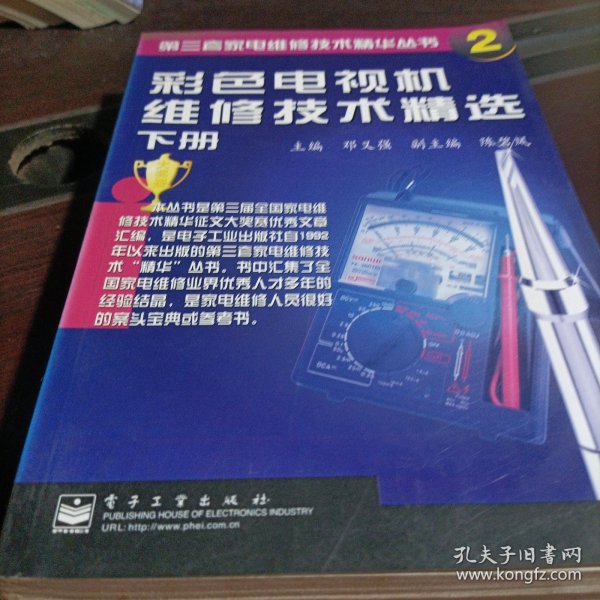 第三套家电维修技术精华丛书
2
彩色电视机
维修技术精选
下册
主编 邓又强 副主编 陈碧佩
本丛书是第三届全国家电维
修技术精华征文大奖赛优秀文章
汇编，是电子工业出版社自1992
年以来出版的第三套家电维修技
术“精华”丛书。书中汇集了全
国家电维修业界优秀人才多年的
经验结晶，是家电维修人员很好
的案头宝典或参考书。
电子工业出版社
PUBLISHING HOUSE OF ELECTRONICS INDUSTRY
URL: http://www.phei.com.cn
孔夫子旧书网
www.kongfz.com